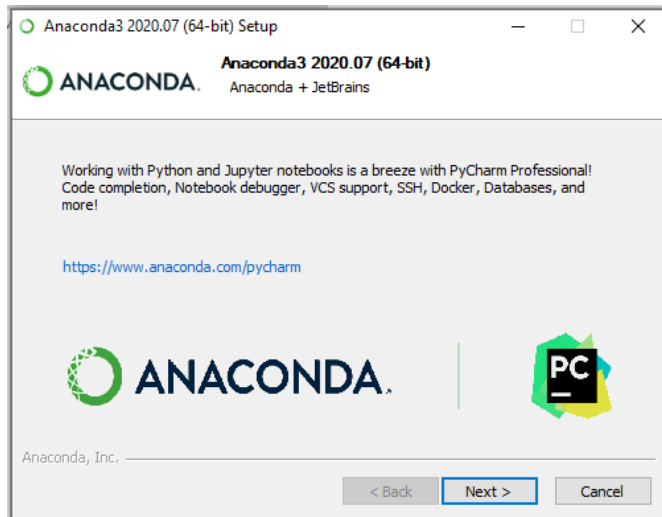 Anaconda3 2020.07 (64-bit) Setup
Anaconda3 2020.07 (64-bit)
ANACONDA.
Anaconda + JetBrains
Working with Python and Jupyter notebooks is a breeze with PyCharm Professional!
Code completion, Notebook debugger, VCS support, SSH, Docker, Databases, and
more!
https://www.anaconda.com/pycharm
ANACONDA.
PC
Anaconda, Inc.
< Back
Next >
Cancel